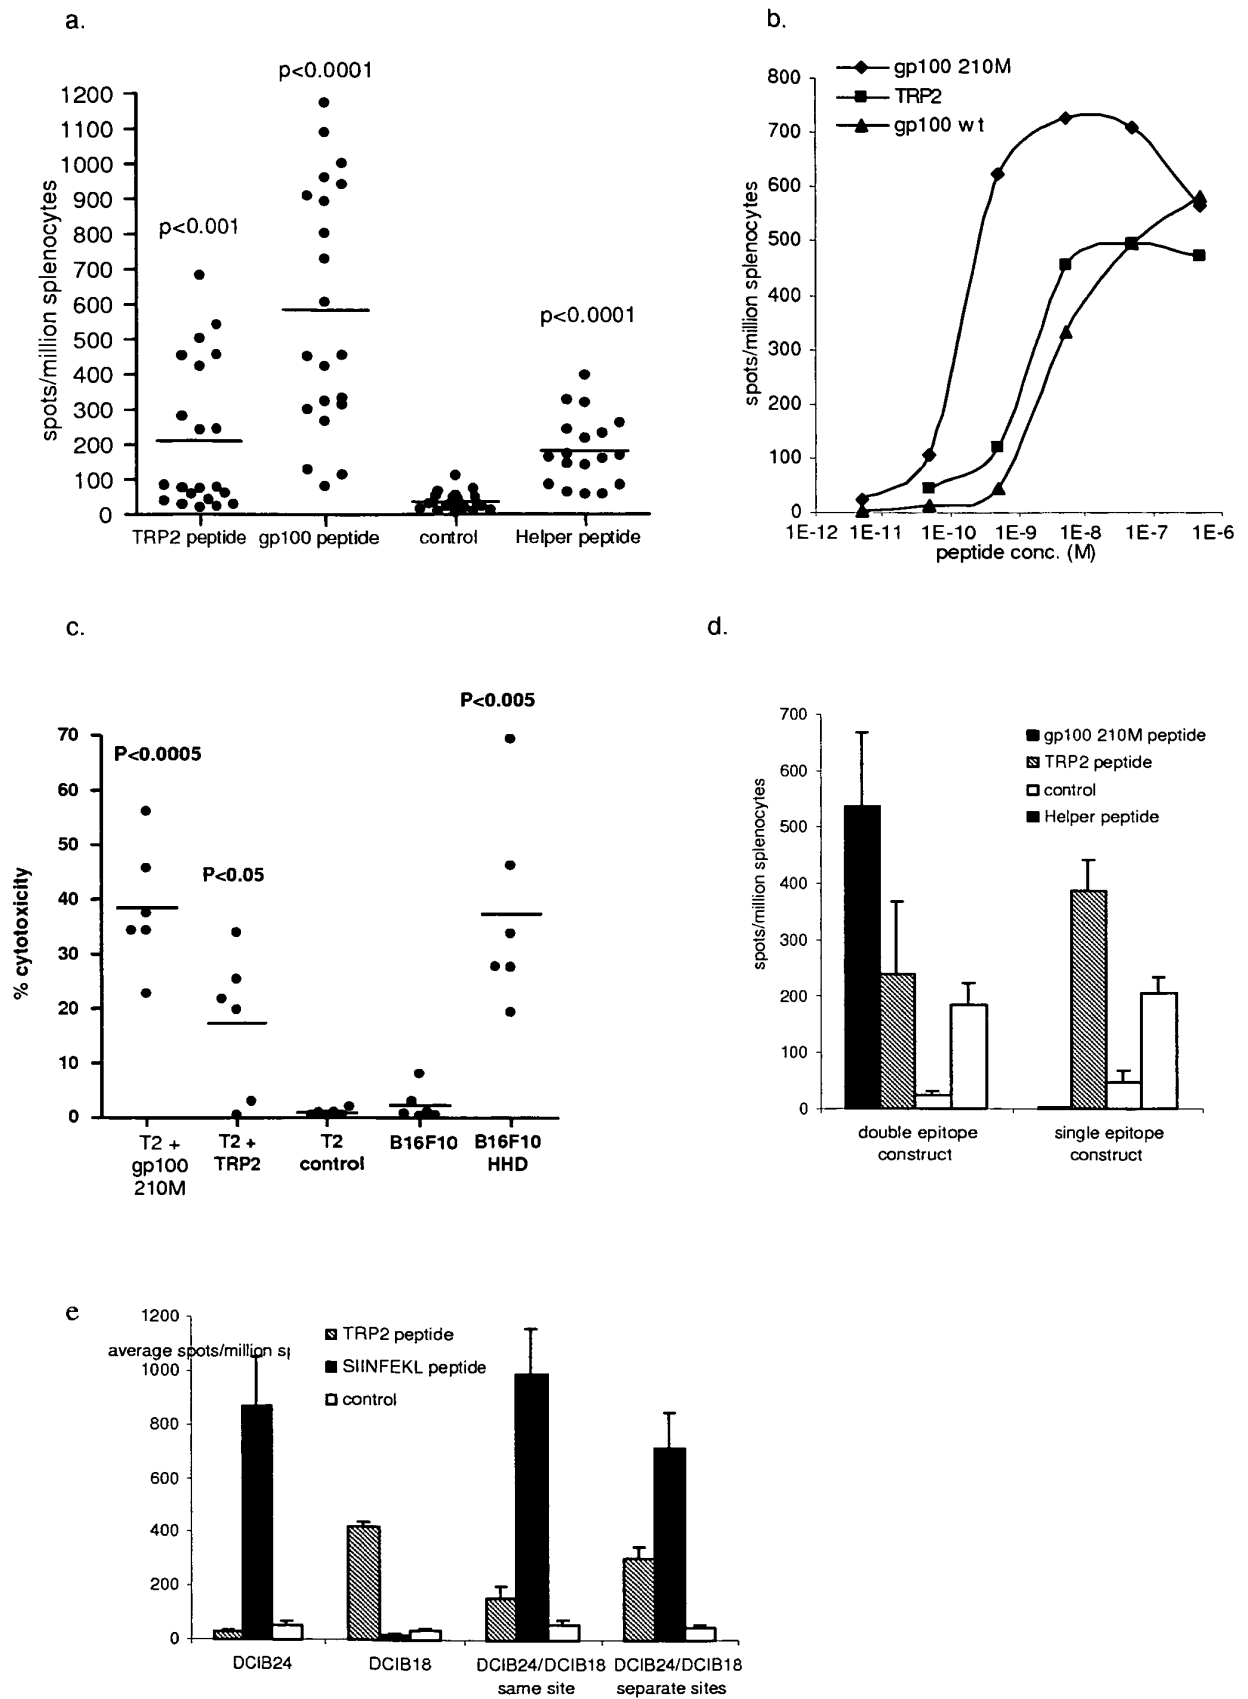 a.
p<0.0001
p<0.001
p<0.0001
spots/million splenocytes
1200
1100
1000
900
800
700
600
500
400
300
200
100
0
TRP2 peptide gp100 peptide control Helper peptide
b.
gp100 210M
TRP2
gp100 wt
spots/million splenocytes
800
700
600
500
400
300
200
100
0
1E-12 1E-11 1E-10 1E-9 1E-8 1E-7 1E-6
peptide conc. (M)
c.
P<0.005
P<0.0005
P<0.05
% cytotoxicity
70
60
50
40
30
20
10
0
T2 +
gp100
210M
T2 +
TRP2
T2
control
B16F10
B16F10
HHD
d.
gp100 210M peptide
TRP2 peptide
control
Helper peptide
spots/million splenocytes
700
600
500
400
300
200
100
0
double epitope
construct
single epitope
construct
e
TRP2 peptide
SIINFEKL peptide
control
average spots/million
1200
1000
800
600
400
200
0
DCIB24
DCIB18
DCIB24/DCIB18
same site
DCIB24/DCIB18
separate sites